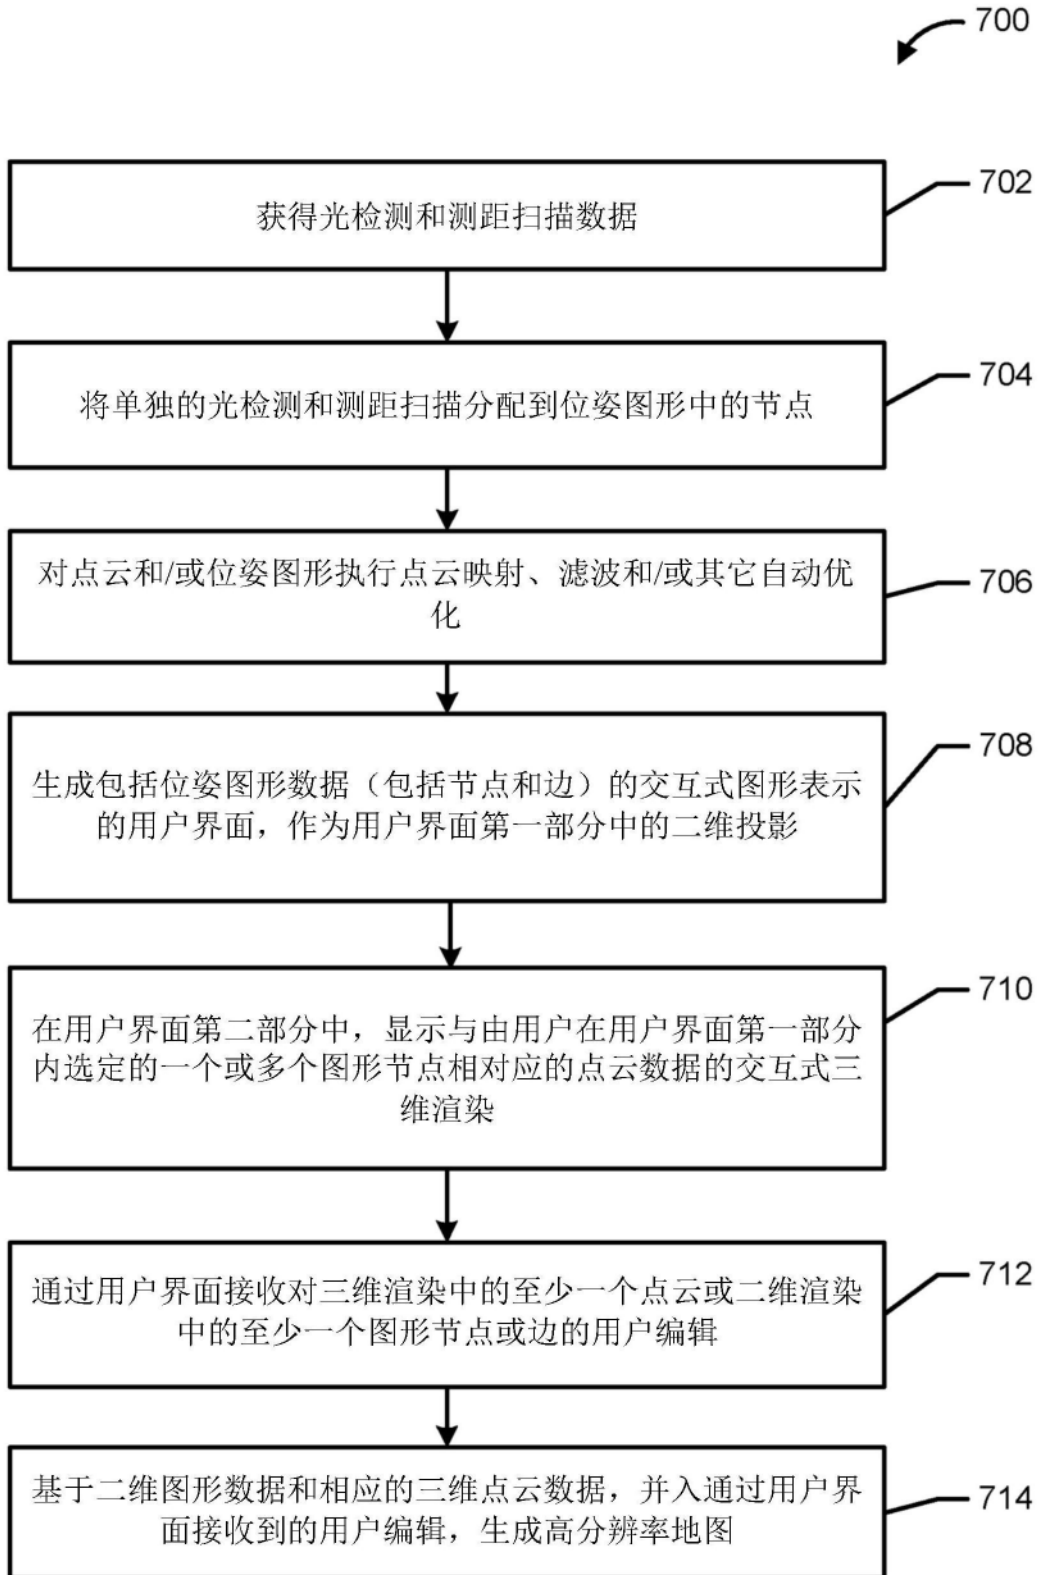 700
702
获得光检测和测距扫描数据
704
将单独的光检测和测距扫描分配到位姿图形中的节点
对点云和/或位姿图形执行点云映射、滤波和/或其它自动优
化
706
708
生成包括位姿图形数据（包括节点和边）的交互式图形表示
的用户界面，作为用户界面第一部分中的二维投影
710
在用户界面第二部分中，显示与由用户在用户界面第一部分
内选定的一个或多个图形节点相对应的点云数据的交互式三
维渲染
712
通过用户界面接收对三维渲染中的至少一个点云或二维渲染
中的至少一个图形节点或边的用户编辑
基于二维图形数据和相应的三维点云数据，并入通过用户界
面接收到的用户编辑，生成高分辨率地图
714